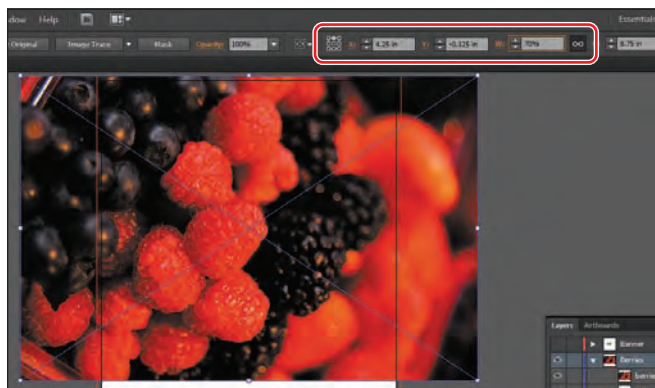 dow Help
Essentials
Original Image Trace Mask Opacity: 100% X: 4.25 in Y: -0.125 in W: 70% 8.75 in
Layers Artboards
Banner
Berries
berries